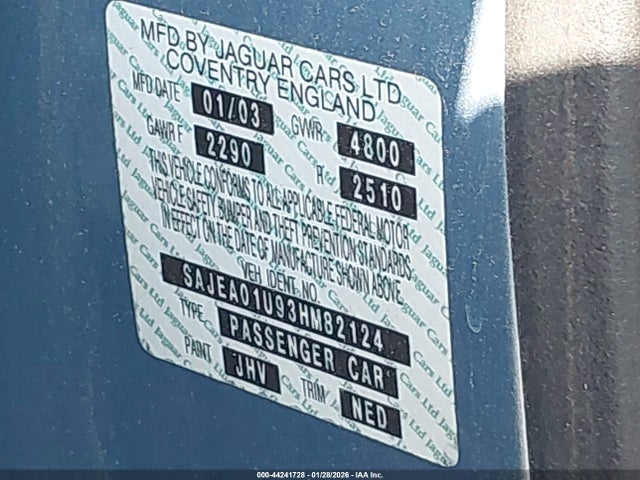 MFD BY JAGUAR CARS LTD
COVENTRY ENGLAND
MFD DATE 01/03 GVWR 4800
GAWR F 2290 R 2510
THIS VEHICLE CONFORMS TO ALL APPLICABLE FEDERAL MOTOR
VEHICLE SAFETY, BUMPER AND THEFT PREVENTION STANDARDS
IN EFFECT ON THE DATE OF MANUFACTURE SHOWN ABOVE.
VEH IDENT. NO.
SAJEA01U93HM82124
TYPE PASSENGER CAR
PAINT JHV TRIM NED
000-44241728 - 01/28/2026 - IAA Inc.